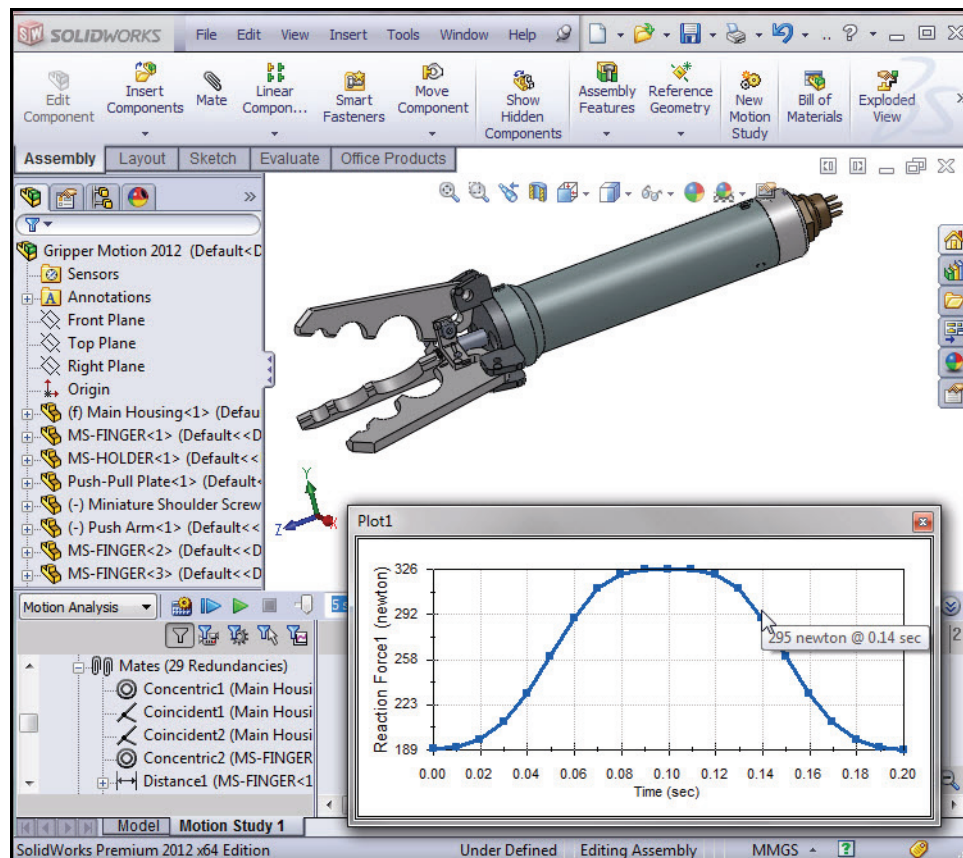 SOLIDWORKS File Edit View Insert Tools Window Help
Edit Component
Insert Components
Mate
Linear Compon...
Smart Fasteners
Move Component
Show Hidden Components
Assembly Features
Reference Geometry
New Motion Study
Bill of Materials
Exploded View
Assembly Layout Sketch Evaluate Office Products
Gripper Motion 2012 (Default<D
Sensors
Annotations
Front Plane
Top Plane
Right Plane
Origin
(f) Main Housing<1> (Defau
MS-FINGER<1> (Default<<D
MS-HOLDER<1> (Default<<
Push-Pull Plate<1> (Default<
(-) Miniature Shoulder Screw
(-) Push Arm<1> (Default<<
MS-FINGER<2> (Default<<D
MS-FINGER<3> (Default<<D
Y
Z
X
Plot1
Reaction Force1 (newton)
326
292
258
223
189
295 newton @ 0.14 sec
0.00 0.02 0.04 0.06 0.08 0.10 0.12 0.14 0.16 0.18 0.20
Time (sec)
Motion Analysis
Mates (29 Redundancies)
Concentric1 (Main Housi
Coincident1 (Main Housi
Coincident2 (Main Housi
Concentric2 (MS-FINGER
Distance1 (MS-FINGER<1
Model Motion Study 1
SolidWorks Premium 2012 x64 Edition Under Defined Editing Assembly MMGS